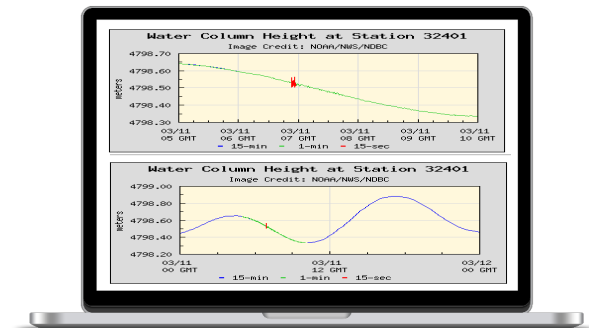 Water Column Height at Station 32401
Image Credit: NOAA/NWS/NDBC
4798.70
4798.60
4798.50
4798.40
4798.30
meters
03/11 03/11 03/11 03/11 03/11 03/11
05 GMT 06 GMT 07 GMT 08 GMT 09 GMT 10 GMT
15-min 1-min 15-sec
Water Column Height at Station 32401
Image Credit: NOAA/NWS/NDBC
4799.00
4798.80
4798.60
4798.40
4798.20
meters
03/11 03/11 03/12
00 GMT 12 GMT 00 GMT
15-min 1-min 15-sec